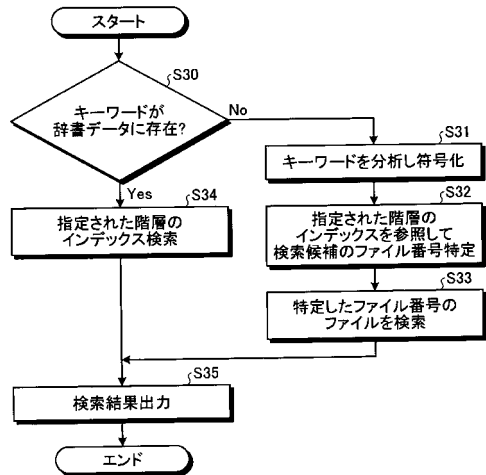 スタート
S30
キーワードが
辞書データに存在?
No
Yes
S31
キーワードを分析し符号化
S34
指定された階層の
インデックス検索
S32
指定された階層の
インデックスを参照して
検索候補のファイル番号特定
S33
特定したファイル番号の
ファイルを検索
S35
検索結果出力
エンド